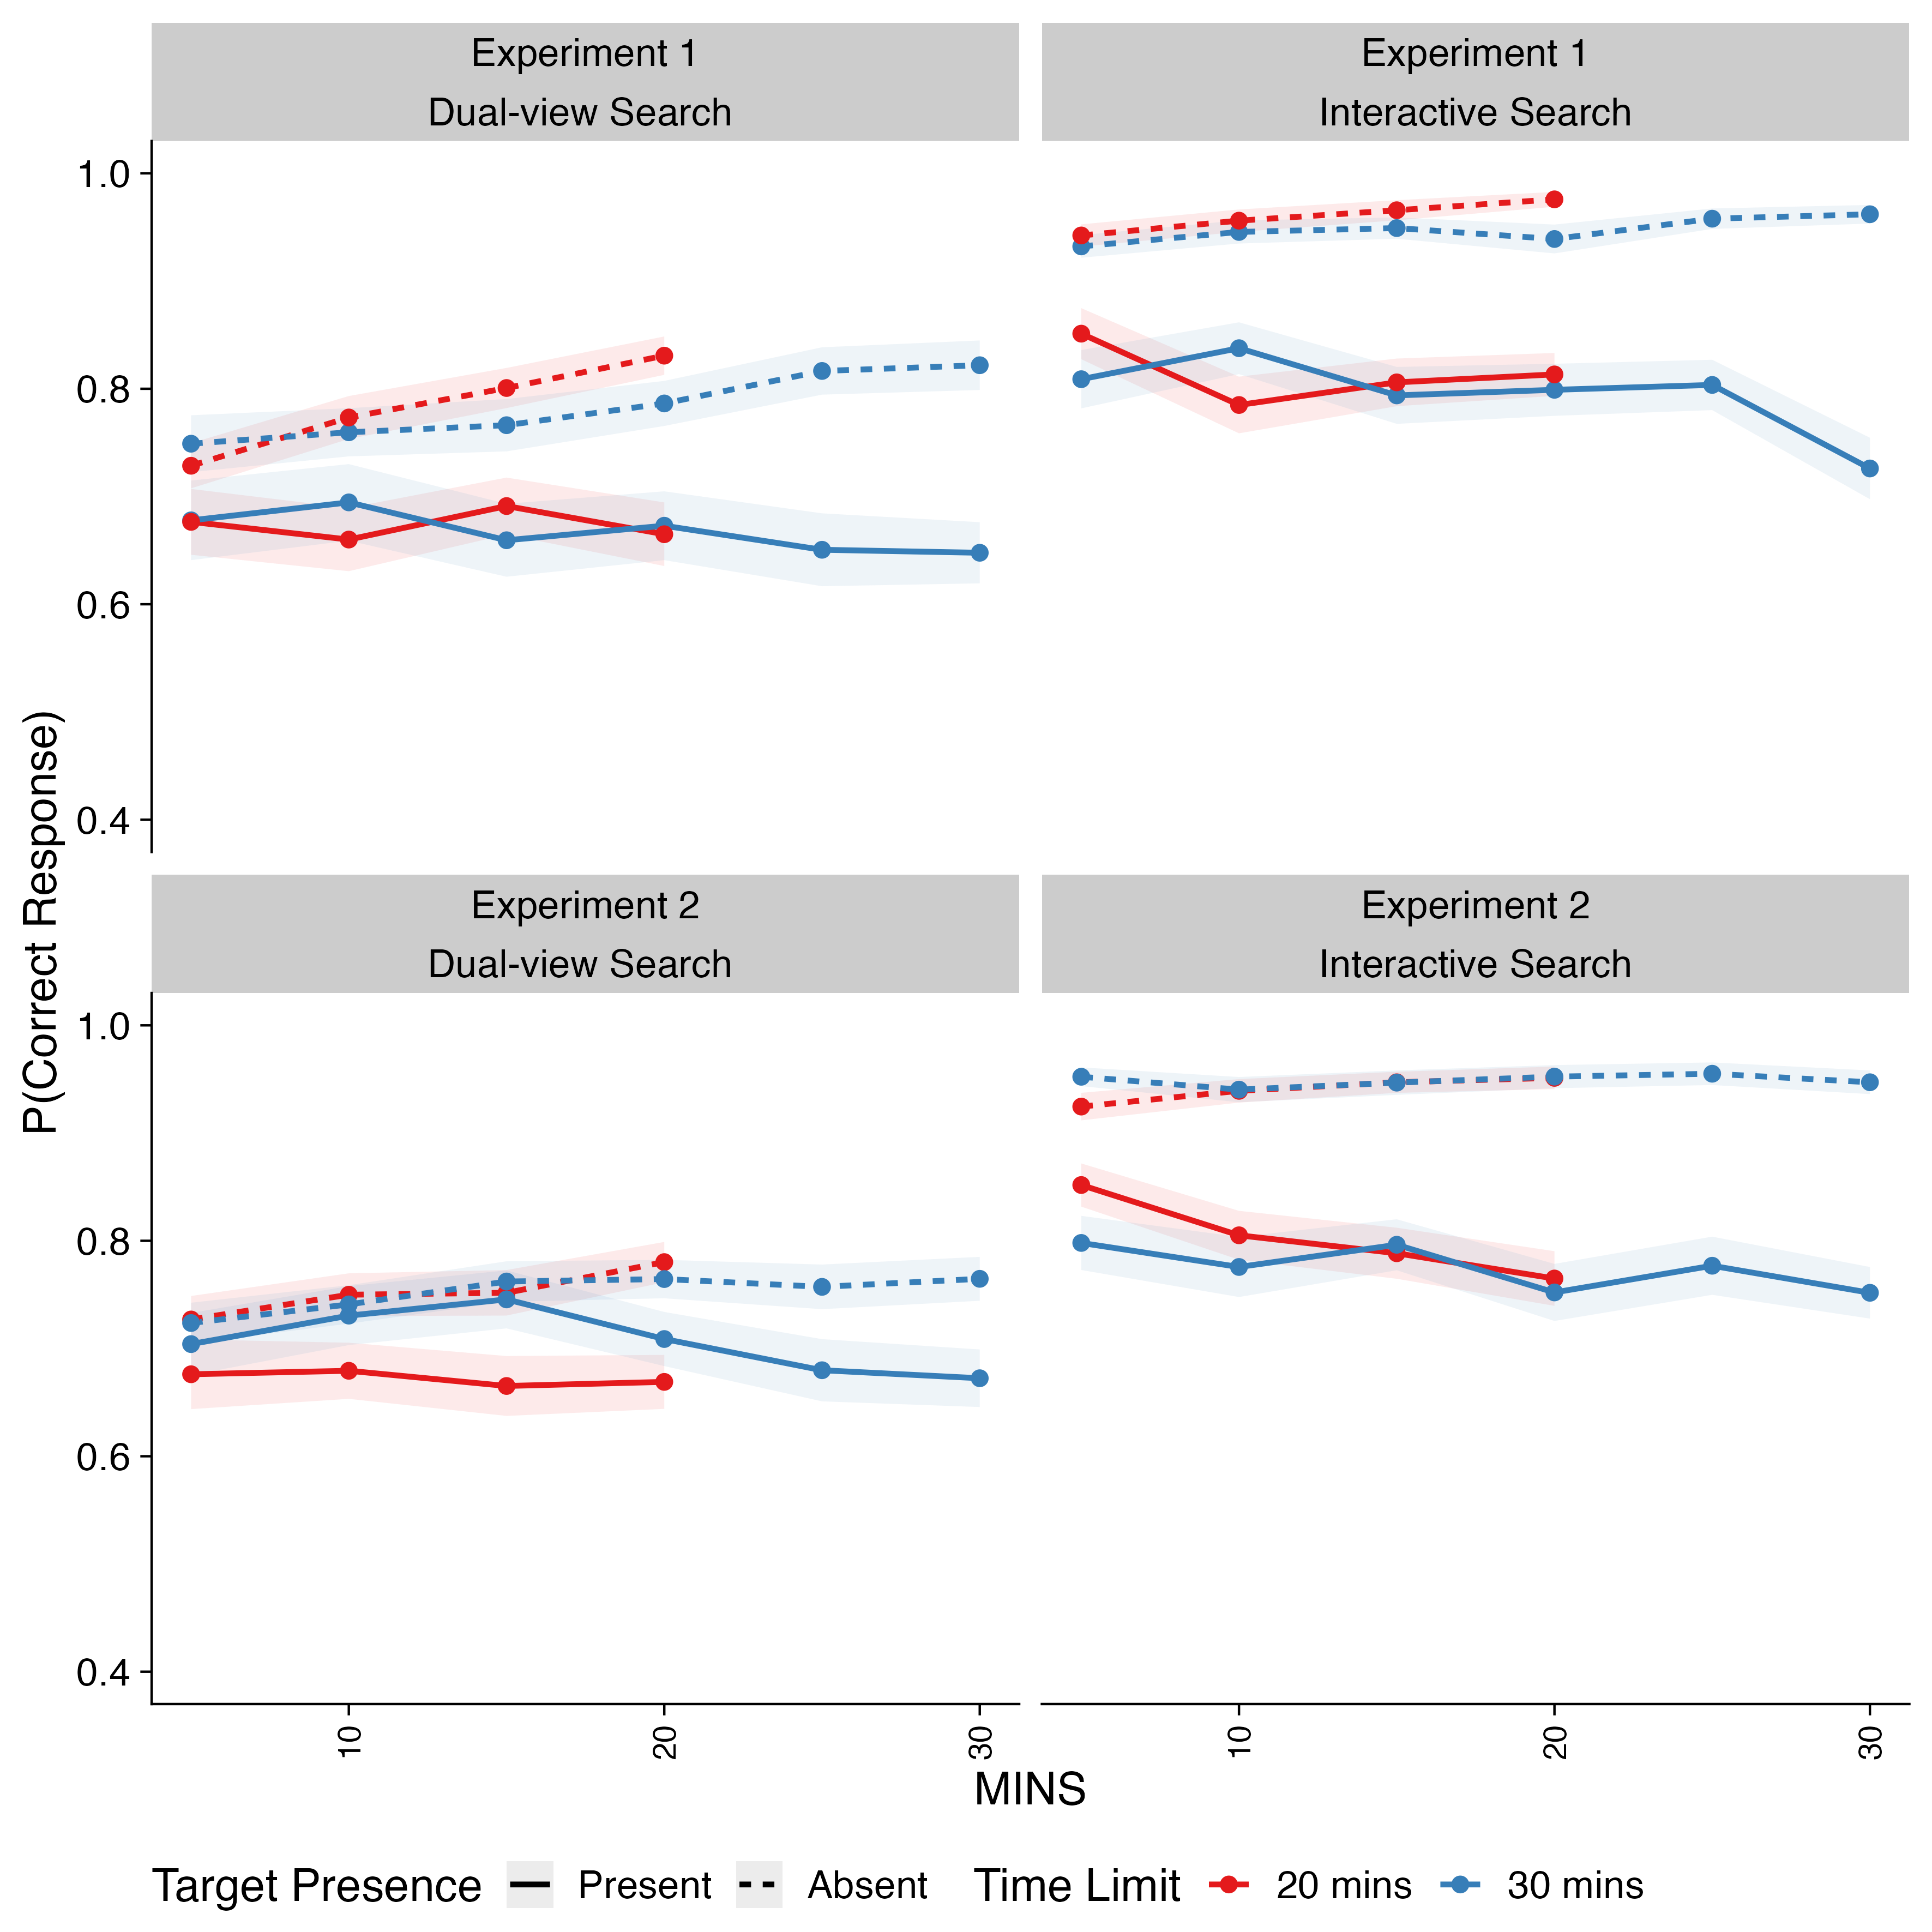 Experiment 1
Dual-view Search
Experiment 1
Interactive Search
1.0
0.8
0.6
0.4
Experiment 2
Dual-view Search
Experiment 2
Interactive Search
1.0
0.8
0.6
0.4
P(Correct Response)
10
20
30
10
20
30
MINS
Target Presence Present Absent Time Limit 20 mins 30 mins